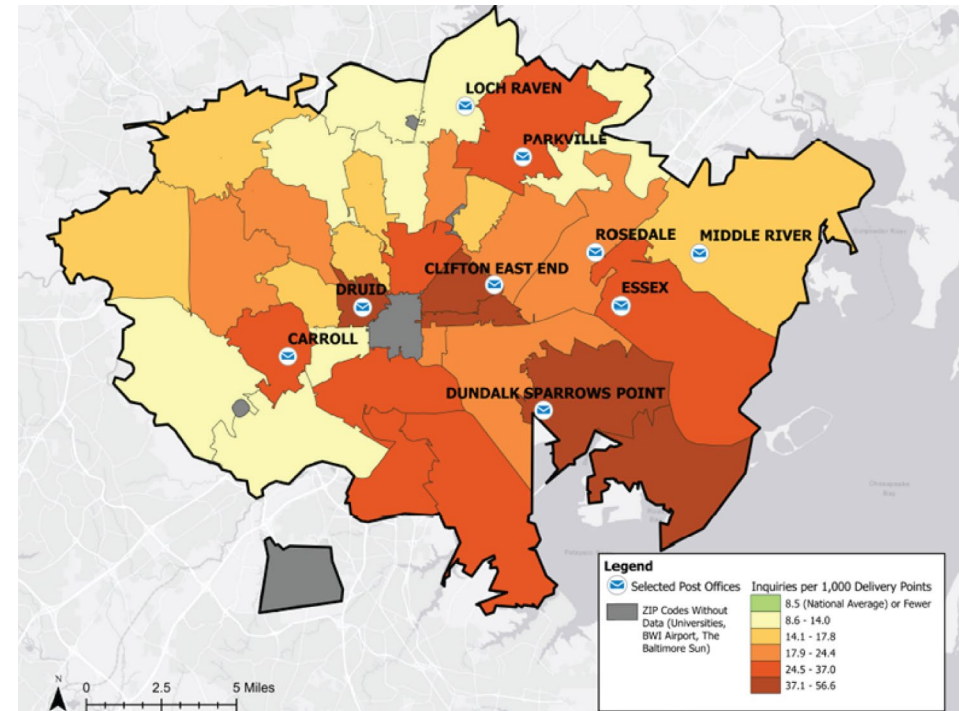 LOCH RAVEN
PARKVILLE
ROSEDALE
MIDDLE RIVER
CLIFTON EAST END
DRUID
ESSEX
CARROLL
DUNDALK SPARROWS POINT
Chesapeake
Bay
Legend
Selected Post Offices
ZIP Codes Without
Data (Universities,
BWI Airport, The
Baltimore Sun)
Inquiries per 1,000 Delivery Points
8.5 (National Average) or Fewer
8.6 - 14.0
14.1 - 17.8
17.9 - 24.4
24.5 - 37.0
37.1 - 56.6
N
0 2.5 5 Miles